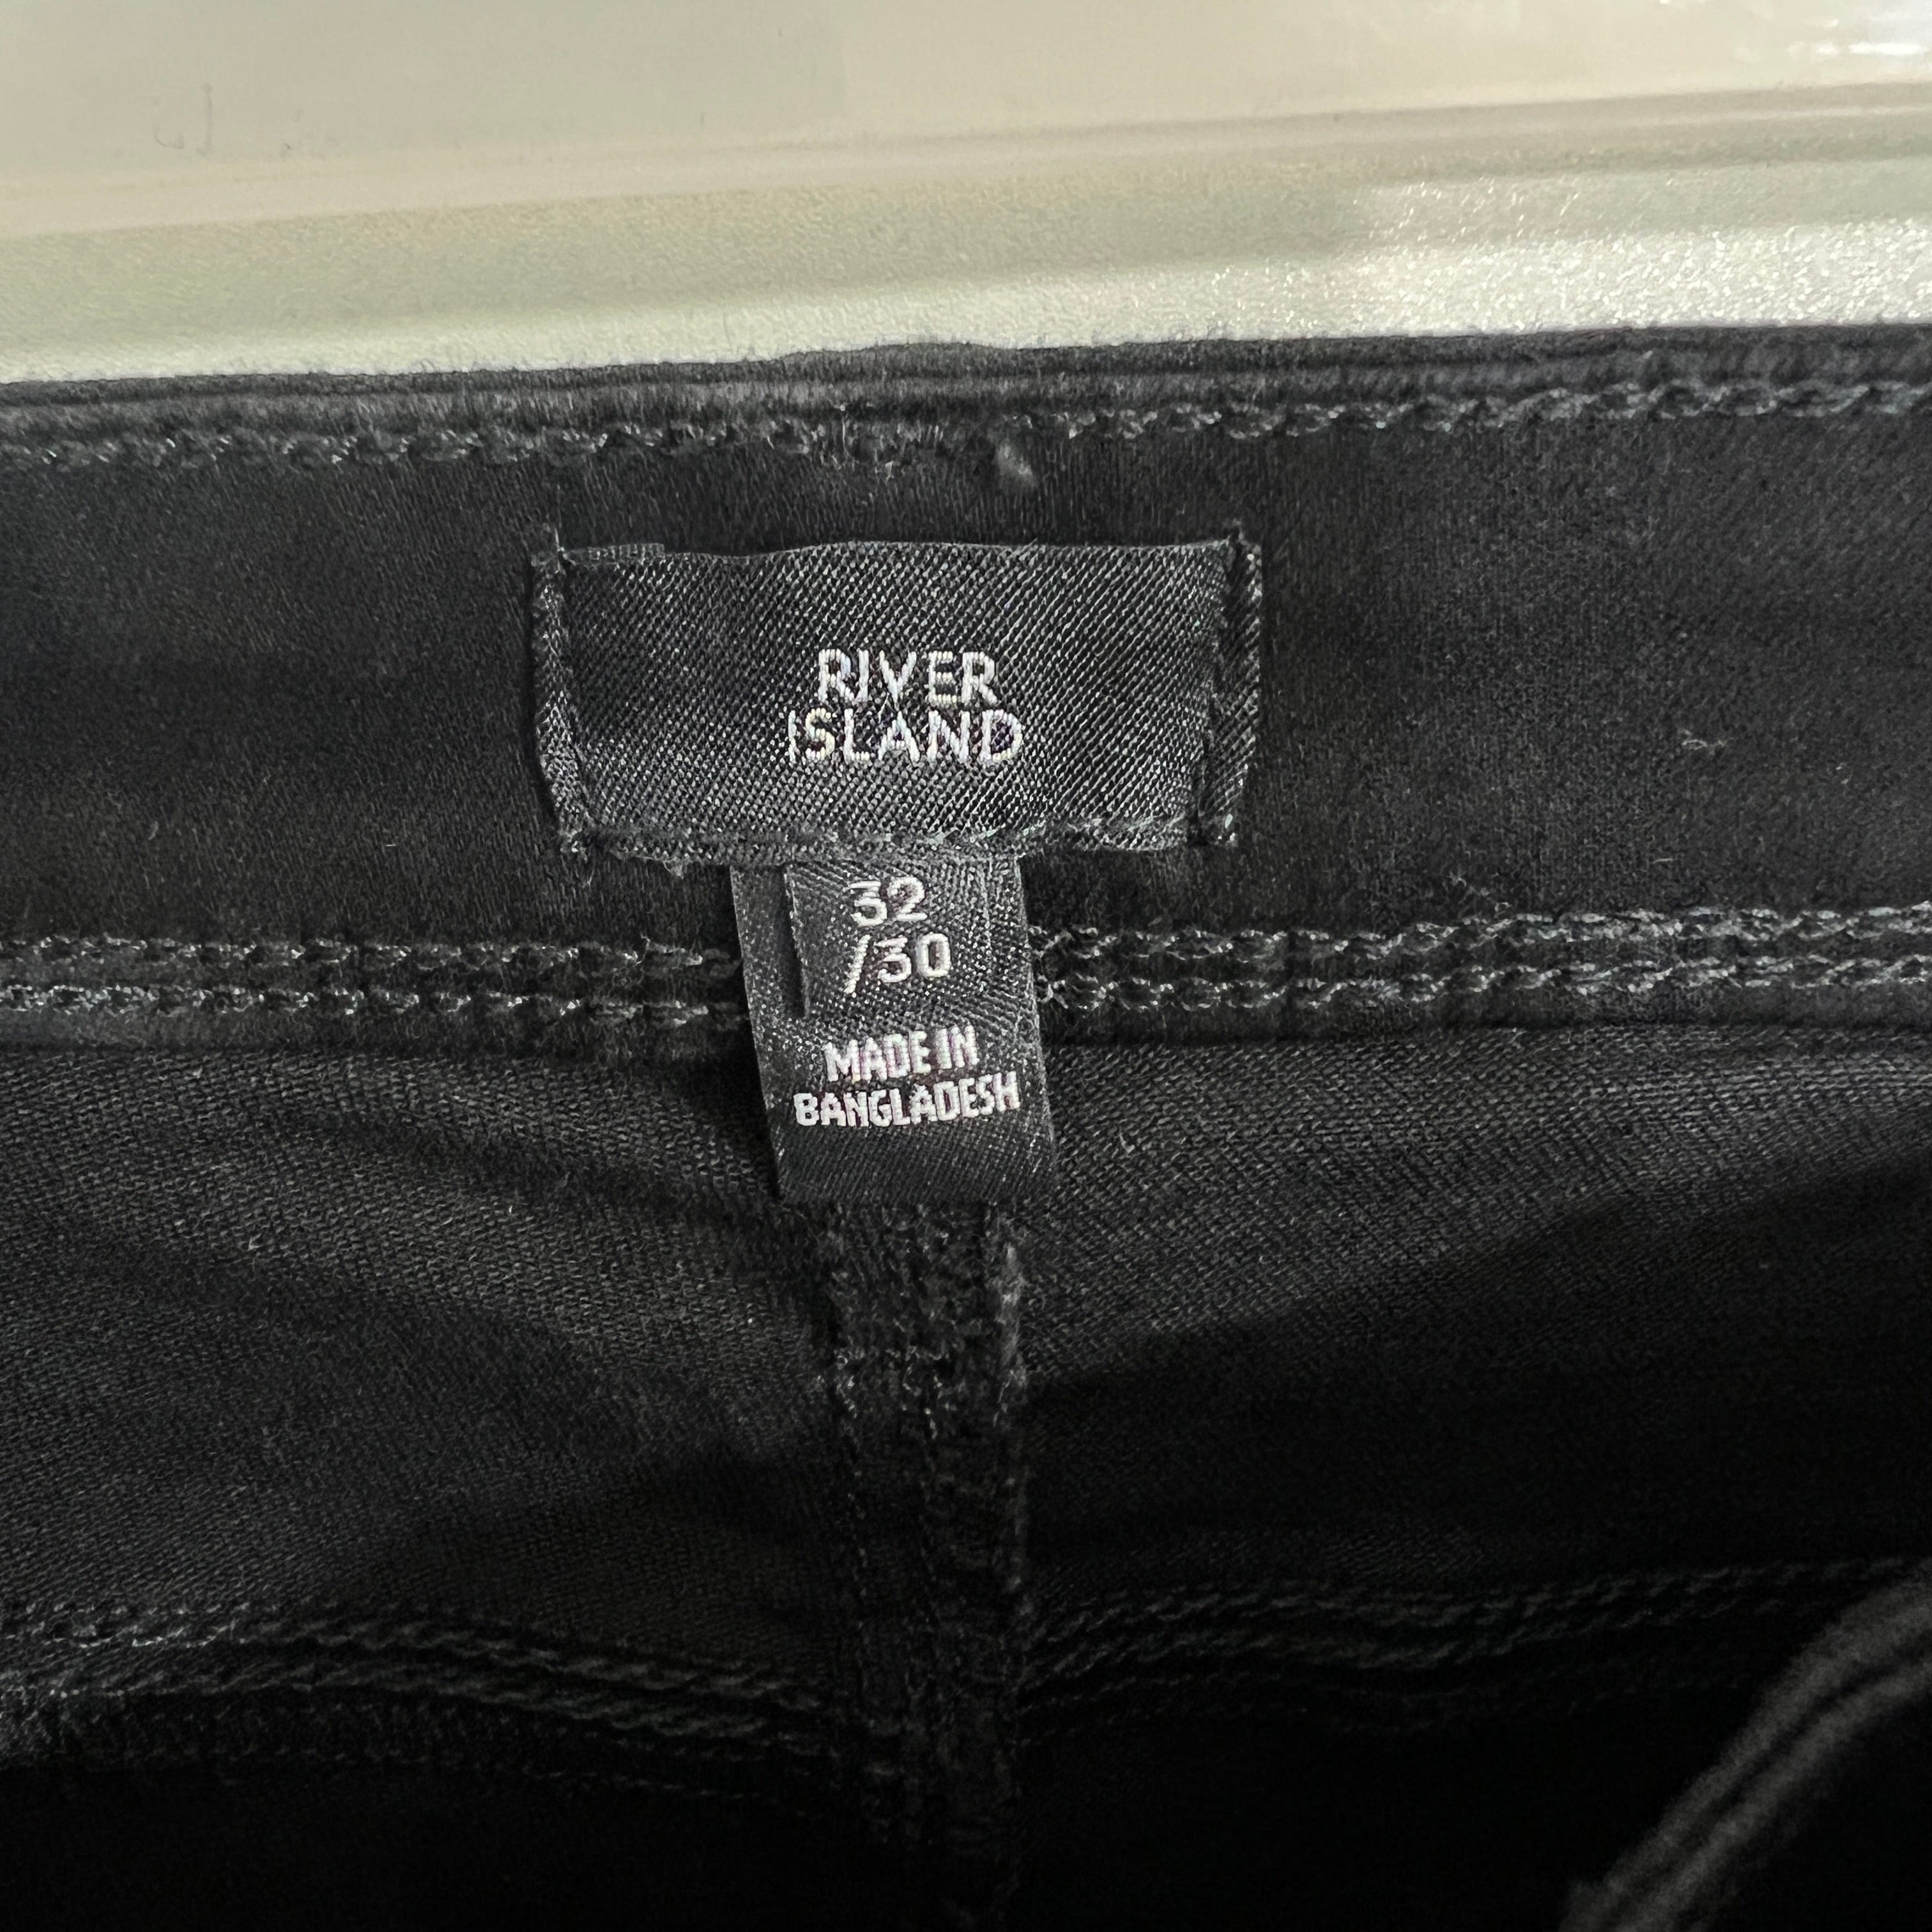 RIVER
ISLAND
32
/30
MADE IN
BANGLADESH